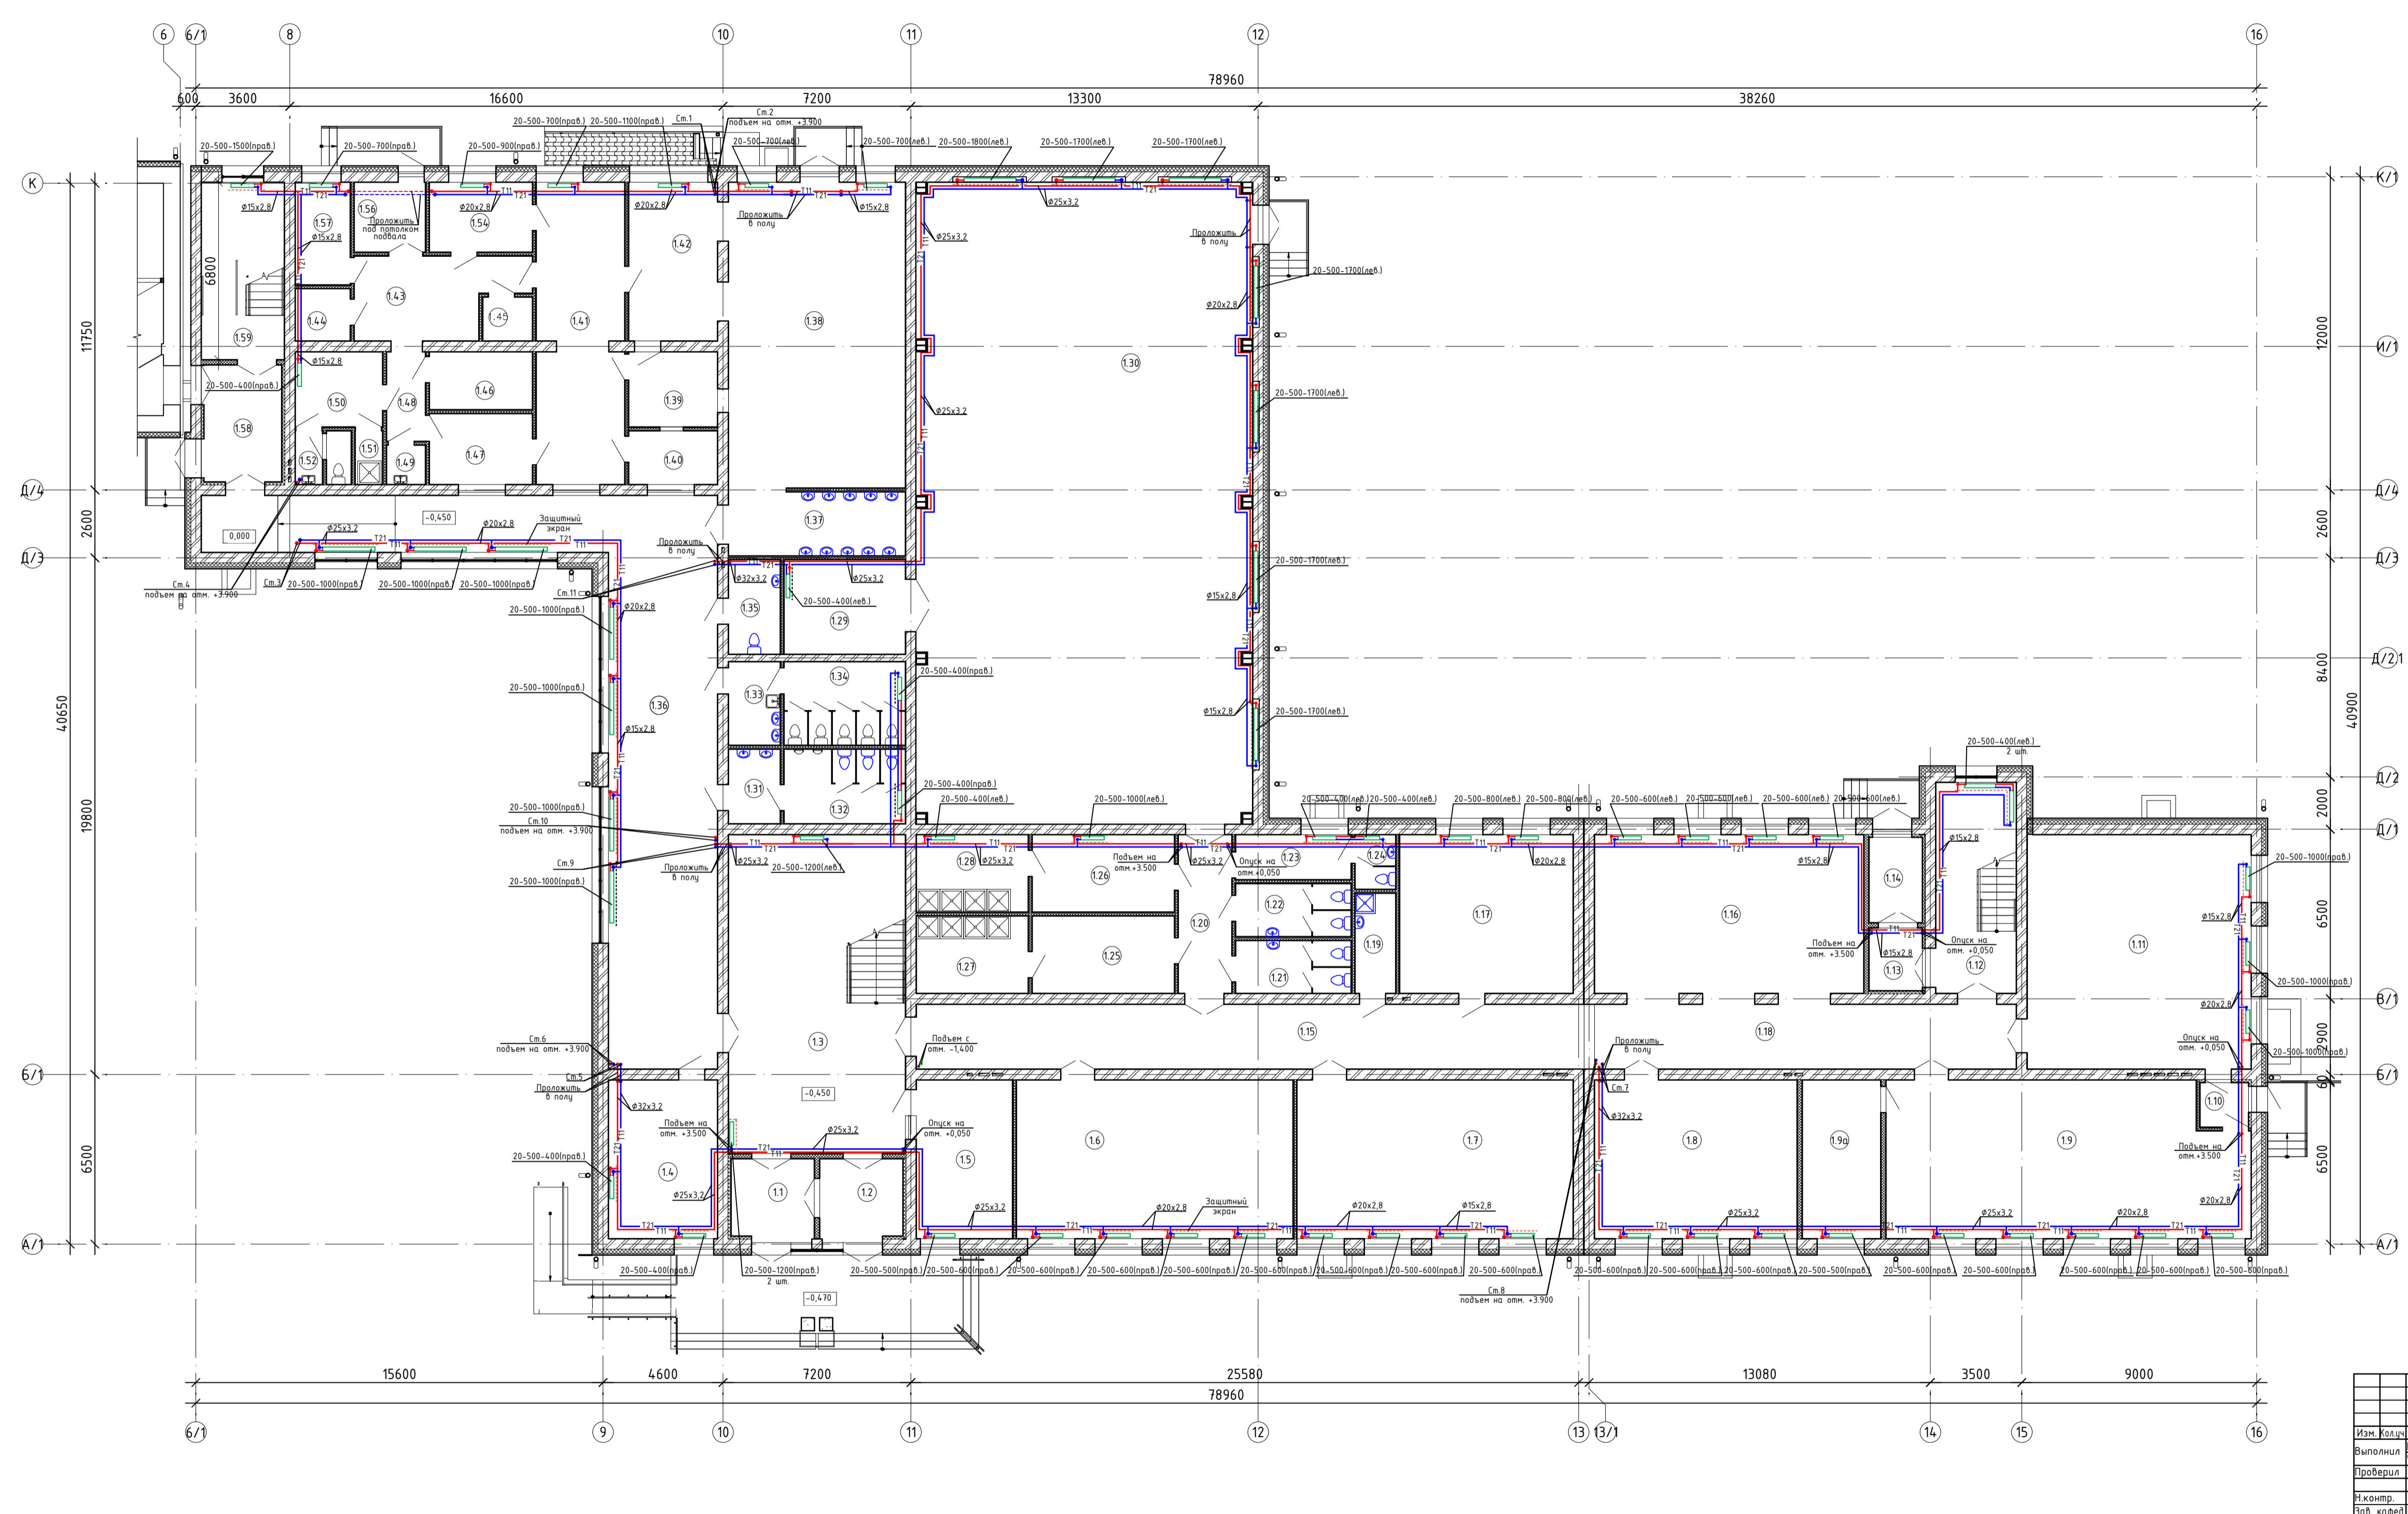 6
6/1
8
10
11
12
16
78960
600
3600
16600
7200
13300
38260
Ст.2
подъем на отм. +3.900
Ст.1
20-500-700(прав.)
20-500-1100(прав.)
20-500-1500(прав.)
20-500-700(прав.)
20-500-900(прав.)
20-500-700(лев.)
20-500-700(лев.)
20-500-1800(лев.)
20-500-1700(лев.)
20-500-1700(лев.)
К
К/1
Т11
Т21
Ф15х2,8
Ф20х2,8
Ф20х2,8
Ф15х2,8
Ф25х3,2
1.57
1.56
1.54
1.42
Проложить
под потолком
подвала
Проложить
в полу
Проложить
в полу
Ф15х2,8
Ф25х3,2
6800
20-500-1700(лев.)
Ф20х2,8
1.43
1.44
1.45
1.41
1.38
1.59
11750
12000
И/1
1.30
Ф15х2,8
20-500-400(прав.)
1.46
1.39
1.50
1.48
20-500-1700(лев.)
Ф25х3,2
1.58
1.51
1.52
1.49
1.47
1.40
Д/4
Д/4
-0,450
0,000
1.37
2600
2600
Ф25х3,2
Ф20х2,8
Защитный
экран
Проложить
в полу
Д/3
Д/3
Ст.4
подъем на отм. +3.900
Ст.3
20-500-1000(прав.)
20-500-1000(прав.)
20-500-1000(прав.)
Ст.11
Ф32х3,2
Ф25х3,2
20-500-1700(лев.)
20-500-400(лев.)
Ф15х2,8
20-500-1000(прав.)
Ф20х2,8
1.35
1.29
Д/2.1
8400
20-500-1000(прав.)
1.36
1.33
1.34
20-500-400(прав.)
Ф15х2,8
Ф15х2,8
20-500-1700(лев.)
40650
40900
20-500-400(лев.)
2 шт.
Д/2
1.31
1.32
20-500-400(прав.)
2000
19800
20-500-1000(прав.)
Ст.10
подъем на отм. +3.900
20-500-400(лев.)
20-500-1000(лев.)
20-500-400(лев.)
20-500-400(лев.)
20-500-800(лев.)
20-500-800(лев.)
20-500-600(лев.)
20-500-600(лев.)
20-500-600(лев.)
20-500-600(лев.)
Д/1
Ст.9
Проложить
в полу
Ф25х3,2
20-500-1200(лев.)
1.28
Ф25х3,2
1.26
Подъем на
отм.+3.500
Ф25х3,2
Опуск на
отм.+0,050
1.23
1.24
Ф20х2,8
Ф15х2,8
Ф15х2,8
20-500-1000(прав.)
20-500-1000(прав.)
1.14
1.22
1.17
1.16
1.20
Ф15х2,8
6500
1.11
Подъем на
отм. +3.500
Ф15х2,8
Опуск на
отм. +0,050
1.19
1.27
1.25
1.21
1.13
1.12
20-500-1000(прав.)
Ф20х2,8
В/1
Ст.6
подъем на отм. +3.900
1.3
Подъем с
отм. -1,400
1.15
1.18
Проложить
в полу
Опуск на
отм. +0,050
2900
20-500-1000(прав.)
Б/1
Ст.5
Проложить
в полу
Ст.7
Б/1
60
-0,450
Ф32х3,2
Ф32х3,2
1.10
Подъем на
отм. +3.500
Ф25х3,2
Опуск на
отм. +0,050
1.6
1.7
1.8
1.9а
1.9
Подъем на
отм.+3.500
6500
6500
20-500-400(прав.)
1.4
1.5
1.1
1.2
Ф25х3,2
Ф25х3,2
Ф20х2,8
Защитный
экран
Ф20х2,8
Ф15х2,8
Ф25х3,2
Ф25х3,2
Ф20х2,8
Ф20х2,8
А/1
А/1
20-500-400(прав.)
20-500-1200(прав.)
2 шт.
20-500-500(прав.)
20-500-600(прав.)
20-500-600(прав.)
20-500-600(прав.)
20-500-600(прав.)
20-500-600(прав.)
20-500-600(прав.)
20-500-600(прав.)
20-500-600(прав.)
20-500-600(прав.)
20-500-600(прав.)
20-500-600(прав.)
20-500-500(прав.)
20-500-600(прав.)
20-500-600(прав.)
20-500-600(прав.)
20-500-600(прав.)
20-500-600(прав.)
-0,470
Ст.8
подъем на отм. +3.900
15600
4600
7200
25580
13080
3500
9000
78960
6/1
9
10
11
12
13
13/1
14
15
16
Изм.
Кол.уч
Выполнил
Проверил
Н.контр.
Зав. кафед